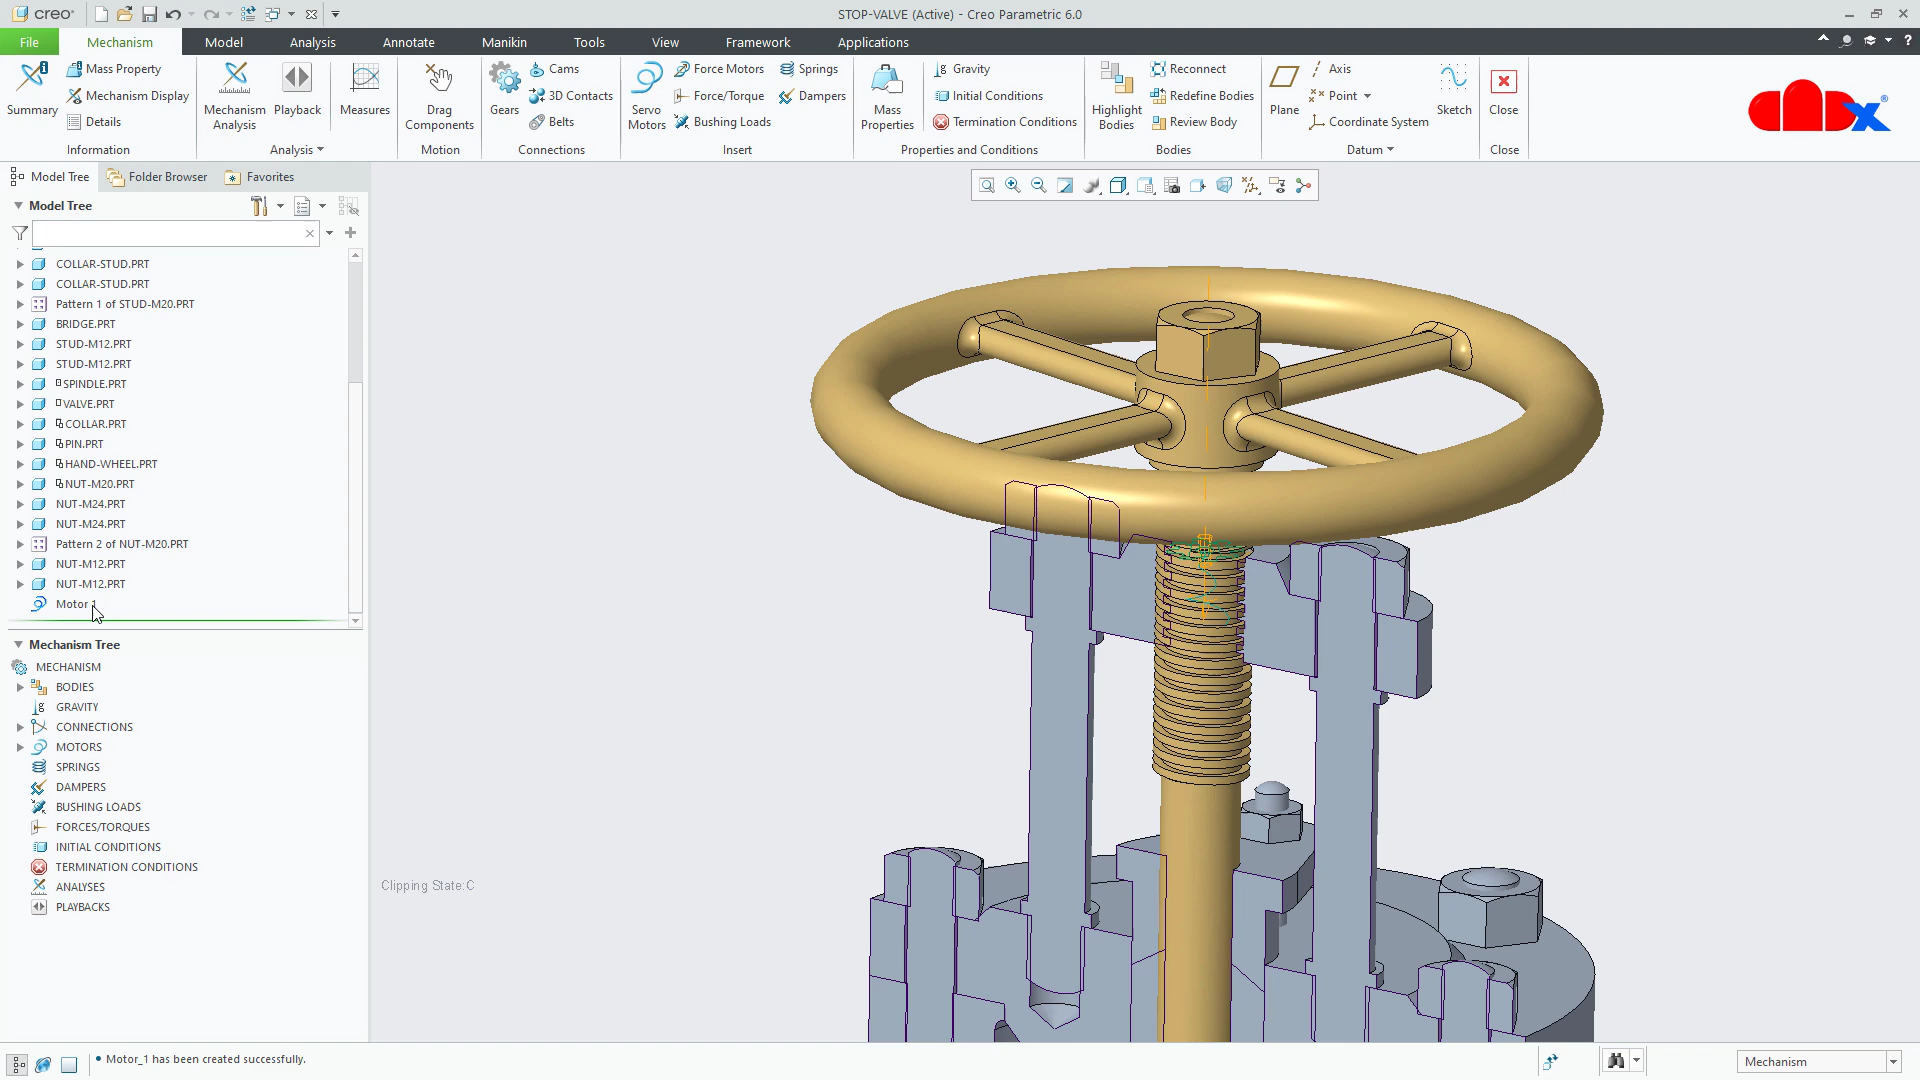 creo
STOP-VALVE (Active) - Creo Parametric 6.0
File
Mechanism
Model
Analysis
Annotate
Manikin
Tools
View
Framework
Applications
Summary
Mass Property
Mechanism Display
Details
Information
Mechanism
Analysis
Playback
Measures
Analysis
Drag
Components
Motion
Gears
Cams
3D Contacts
Belts
Connections
Servo
Motors
Force Motors
Force/Torque
Bushing Loads
Springs
Dampers
Insert
Mass
Properties
Gravity
Initial Conditions
Termination Conditions
Properties and Conditions
Highlight
Bodies
Reconnect
Redefine Bodies
Review Body
Bodies
Plane
Axis
Point
Coordinate System
Sketch
Datum
Close
Close
CADX®
Model Tree
Folder Browser
Favorites
Model Tree
COLLAR-STUD.PRT
COLLAR-STUD.PRT
Pattern 1 of STUD-M20.PRT
BRIDGE.PRT
STUD-M12.PRT
STUD-M12.PRT
SPINDLE.PRT
VALVE.PRT
COLLAR.PRT
PIN.PRT
HAND-WHEEL.PRT
NUT-M20.PRT
NUT-M24.PRT
NUT-M24.PRT
Pattern 2 of NUT-M20.PRT
NUT-M12.PRT
NUT-M12.PRT
Motor 1
Mechanism Tree
MECHANISM
BODIES
GRAVITY
CONNECTIONS
MOTORS
SPRINGS
DAMPERS
BUSHING LOADS
FORCES/TORQUES
INITIAL CONDITIONS
TERMINATION CONDITIONS
ANALYSES
PLAYBACKS
Clipping State:C
• Motor_1 has been created successfully.
Mechanism